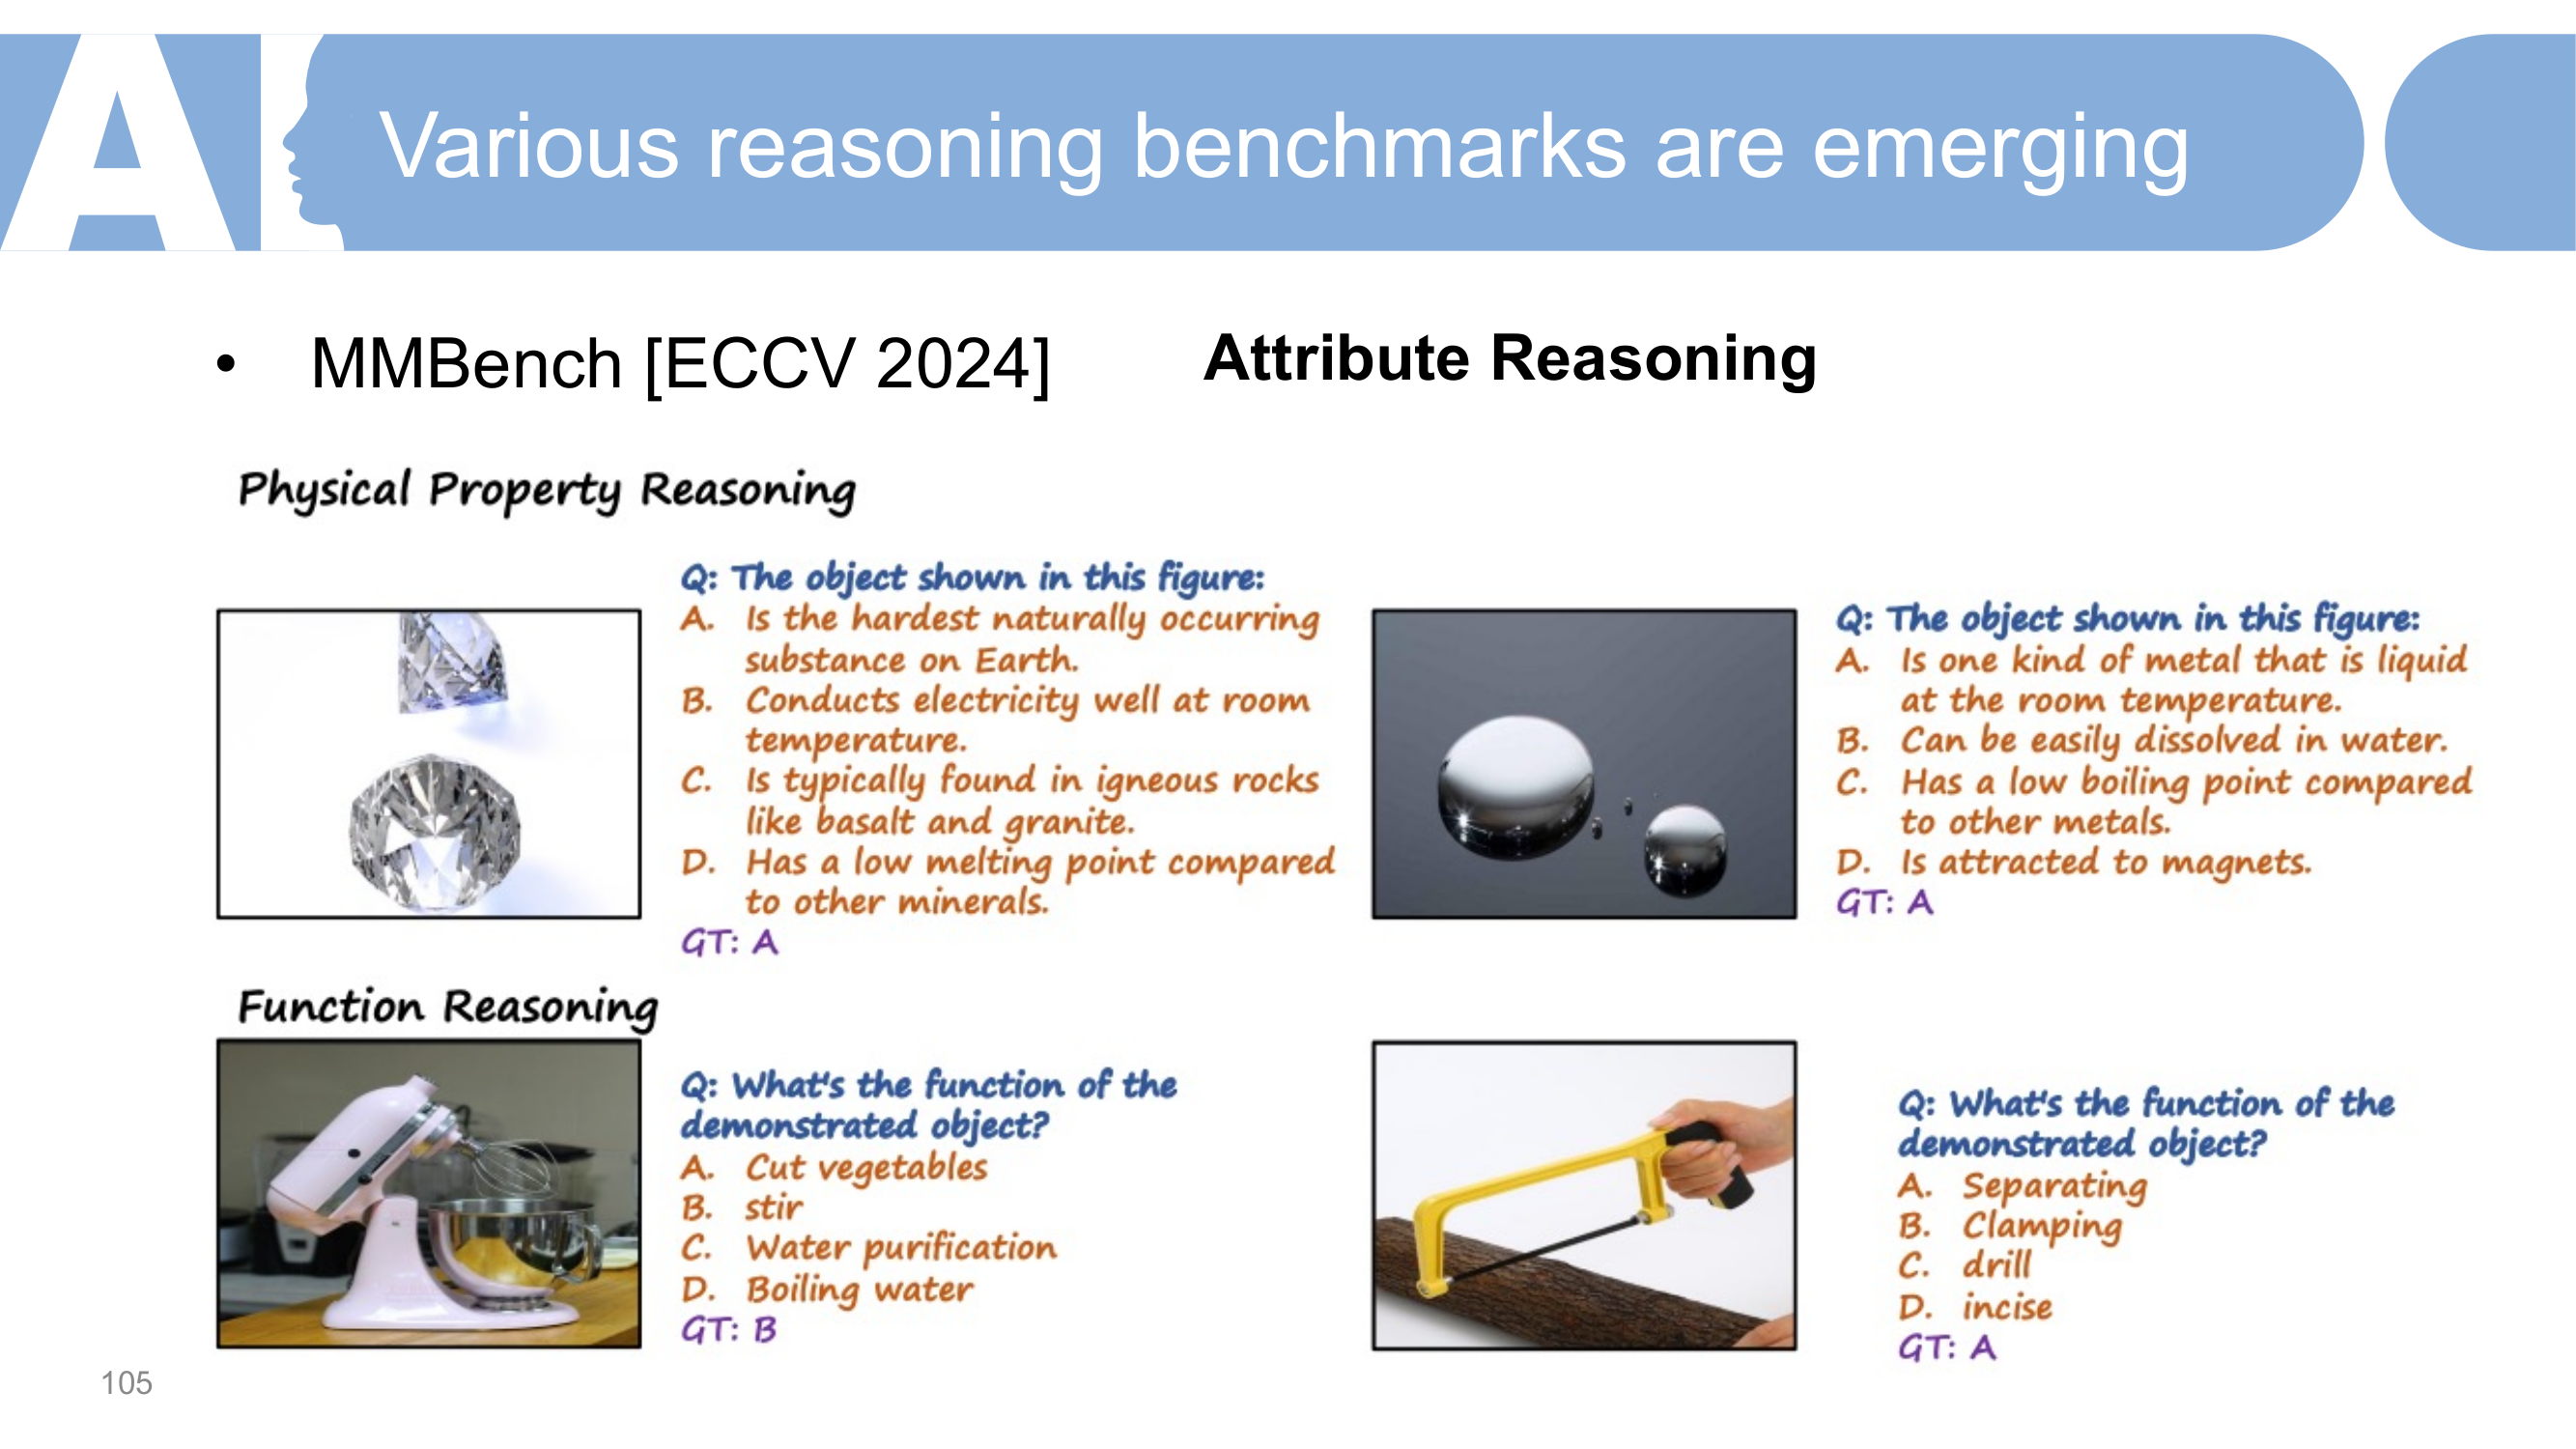 AI
Various reasoning benchmarks are emerging
• MMBench [ECCV 2024]
Attribute Reasoning
Physical Property Reasoning
Q: The object shown in this figure:
A. Is the hardest naturally occurring
substance on Earth.
B. Conducts electricity well at room
temperature.
C. Is typically found in igneous rocks
like basalt and granite.
D. Has a low melting point compared
to other minerals.
GT: A
Q: The object shown in this figure:
A. Is one kind of metal that is liquid
at the room temperature.
B. Can be easily dissolved in water.
C. Has a low boiling point compared
to other metals.
D. Is attracted to magnets.
GT: A
Function Reasoning
Q: What's the function of the
demonstrated object?
A. Cut vegetables
B. stir
C. Water purification
D. Boiling water
GT: B
Q: What's the function of the
demonstrated object?
A. Separating
B. Clamping
C. drill
D. incise
GT: A
105